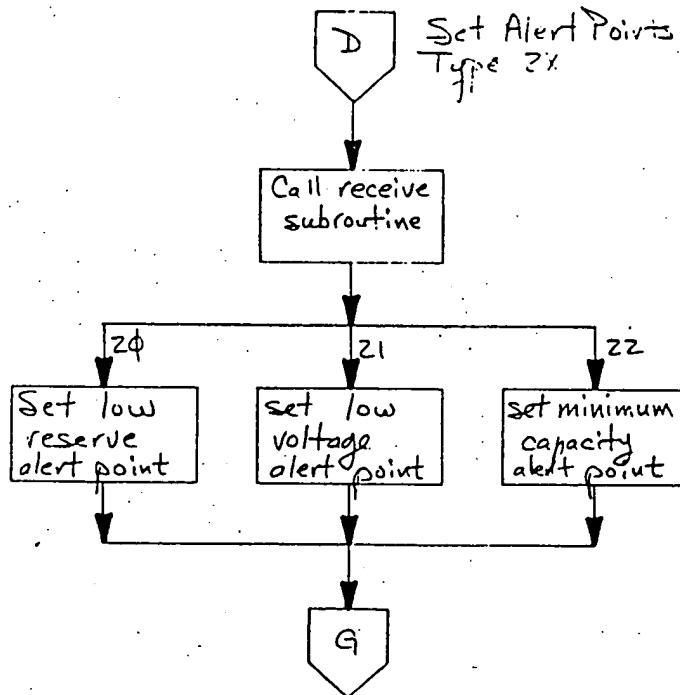 D
Set Alert Points
Type 2X
Call receive
subroutine
2φ
21
22
Set low
reserve
alert point
set low
voltage
alert point
set minimum
capacity
alert point
G